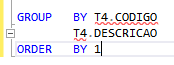 GROUP BY T4.CODIGO
T4.DESCRICAO
ORDER BY 1